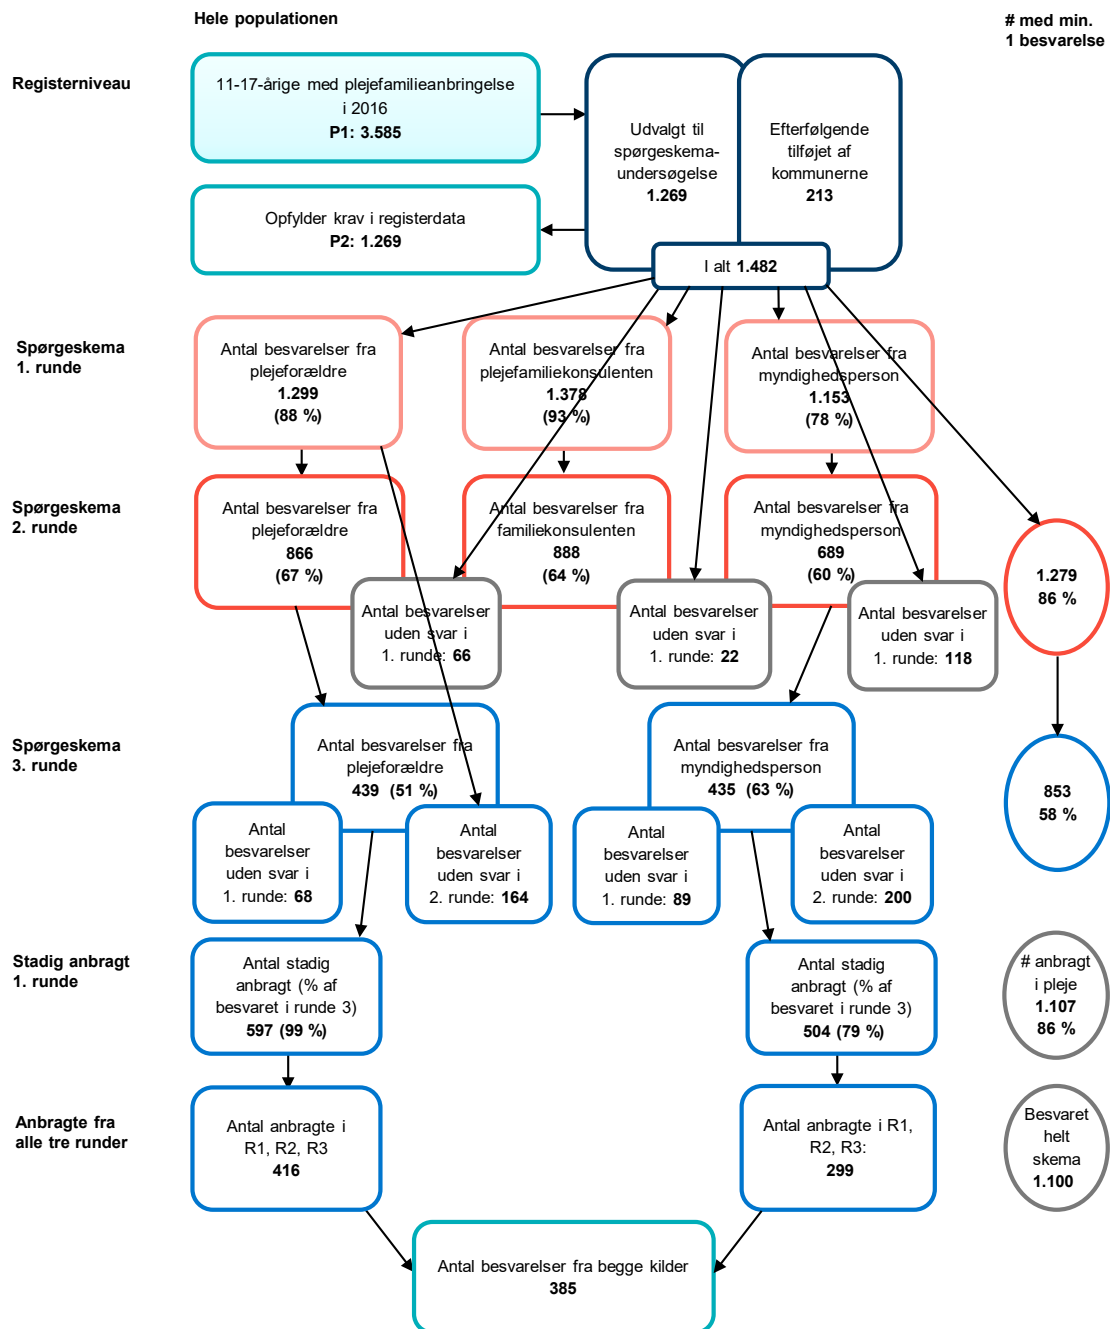 Hele populationen
# med min.
1 besvarelse
Registerniveau
11-17-årige med plejefamilieanbringelse
i 2016
P1: 3.585
Udvalgt til
spørgeskema-
undersøgelse
1.269
Efterfølgende
tilføjet af
kommunerne
213
Opfylder krav i registerdata
P2: 1.269
I alt 1.482
Spørgeskema
1. runde
Antal besvarelser fra
plejeforældre
1.299
(88 %)
Antal besvarelser fra
plejefamiliekonsulenten
1.378
(93 %)
Antal besvarelser fra
myndighedsperson
1.153
(78 %)
Spørgeskema
2. runde
Antal besvarelser fra
plejeforældre
866
(67 %)
Antal besvarelser fra
familiekonsulenten
888
(64 %)
Antal besvarelser fra
myndighedsperson
689
(60 %)
1.279
86 %
Antal besvarelser
uden svar i
1. runde: 66
Antal besvarelser
uden svar i
1. runde: 22
Antal besvarelser
uden svar i
1. runde: 118
Spørgeskema
3. runde
Antal besvarelser fra
plejeforældre
439 (51 %)
Antal besvarelser fra
myndighedsperson
435 (63 %)
853
58 %
Antal
besvarelser
uden svar i
1. runde: 68
Antal
besvarelser
uden svar i
2. runde: 164
Antal
besvarelser
uden svar i
1. runde: 89
Antal
besvarelser
uden svar i
2. runde: 200
Stadig anbragt
1. runde
Antal stadig
anbragt (% af
besvaret i runde 3)
597 (99 %)
Antal stadig
anbragt (% af
besvaret i runde 3)
504 (79 %)
# anbragt
i pleje
1.107
86 %
Anbragte fra
alle tre runder
Antal anbragte i
R1, R2, R3
416
Antal anbragte i R1,
R2, R3:
299
Besvaret
helt
skema
1.100
Antal besvarelser fra begge kilder
385